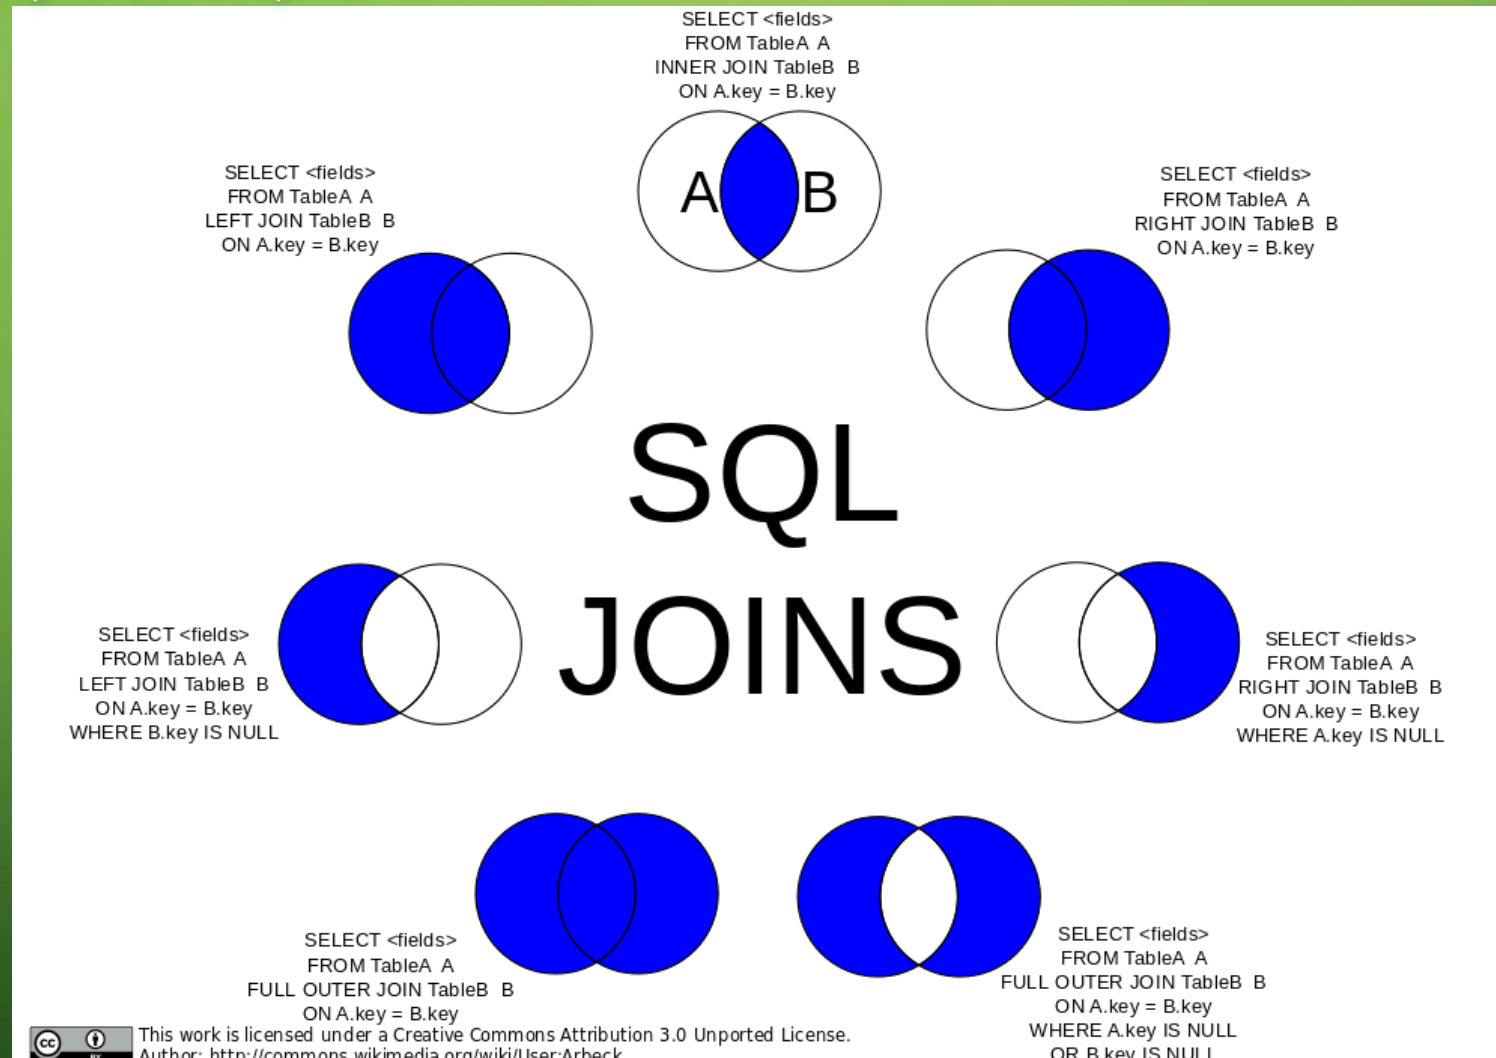 SELECT <fields>
FROM TableA A
INNER JOIN TableB B
ON A.key = B.key
A B
SELECT <fields>
FROM TableA A
LEFT JOIN TableB B
ON A.key = B.key
SELECT <fields>
FROM TableA A
RIGHT JOIN TableB B
ON A.key = B.key
SQL
JOINS
SELECT <fields>
FROM TableA A
LEFT JOIN TableB B
ON A.key = B.key
WHERE B.key IS NULL
SELECT <fields>
FROM TableA A
RIGHT JOIN TableB B
ON A.key = B.key
WHERE A.key IS NULL
SELECT <fields>
FROM TableA A
FULL OUTER JOIN TableB B
ON A.key = B.key
SELECT <fields>
FROM TableA A
FULL OUTER JOIN TableB B
ON A.key = B.key
WHERE A.key IS NULL
OR B.key IS NULL
cc
BY
This work is licensed under a Creative Commons Attribution 3.0 Unported License.
Author: http://commons.wikimedia.org/wiki/User:Arbeck